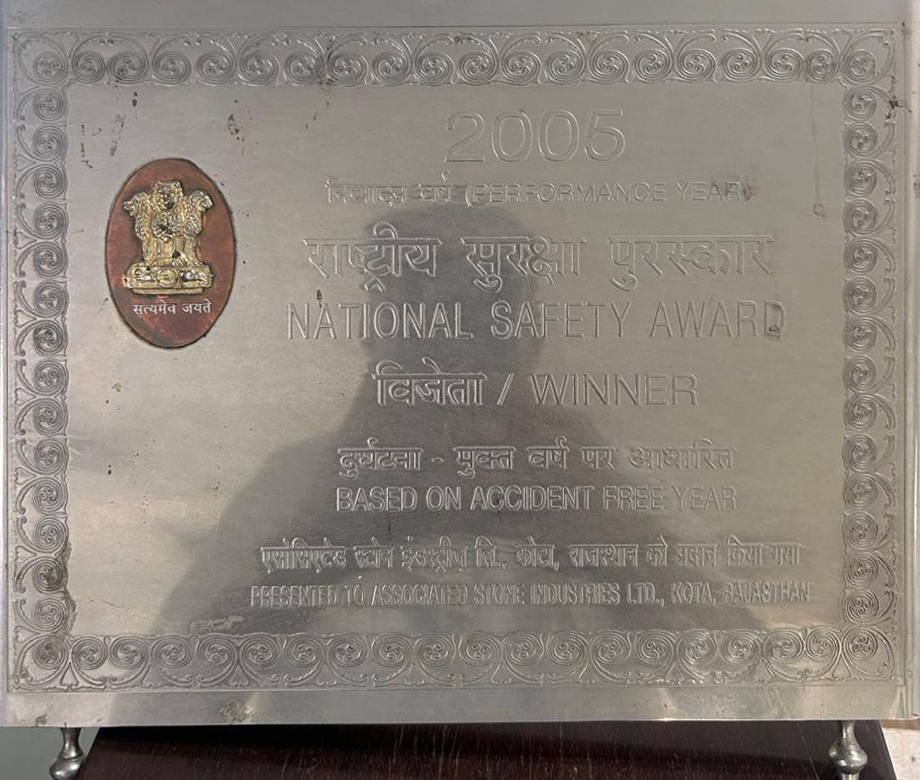 2005
निष्पादन वर्ष (PERFORMANCE YEAR)
राष्ट्रीय सुरक्षा पुरस्कार
NATIONAL SAFETY AWARD
सत्यमेव जयते
विजेता / WINNER
दुर्घटना - मुक्त वर्ष पर आधारित
BASED ON ACCIDENT FREE YEAR
एसोसिएटेड स्टोन इंडस्ट्रीज लि., कोटा, राजस्थान को प्रदान किया गया
PRESENTED TO ASSOCIATED STONE INDUSTRIES LTD., KOTA, RAJASTHAN